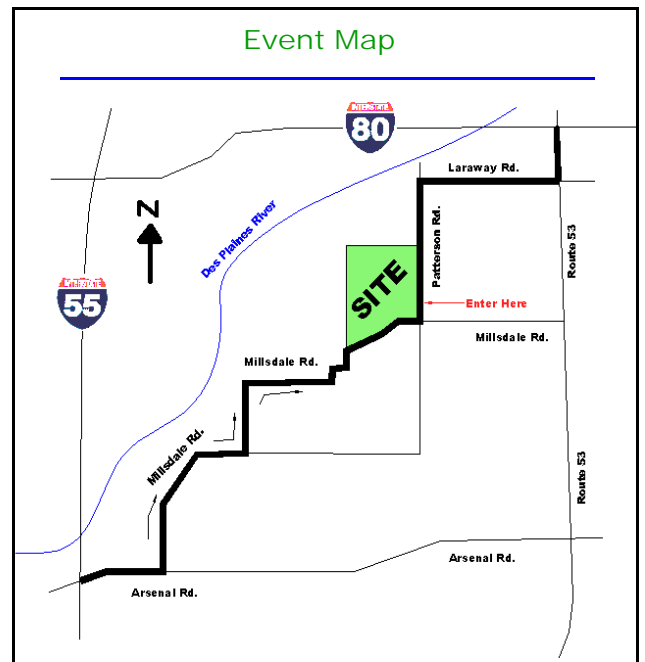 Event Map
INTERSTATE
80
Laraway Rd.
N
Des Plaines River
Patterson Rd.
Route 53
SITE
INTERSTATE
55
Enter Here
Millsdale Rd.
Millsdale Rd.
Millsdale Rd.
Route 53
Arsenal Rd.
Arsenal Rd.